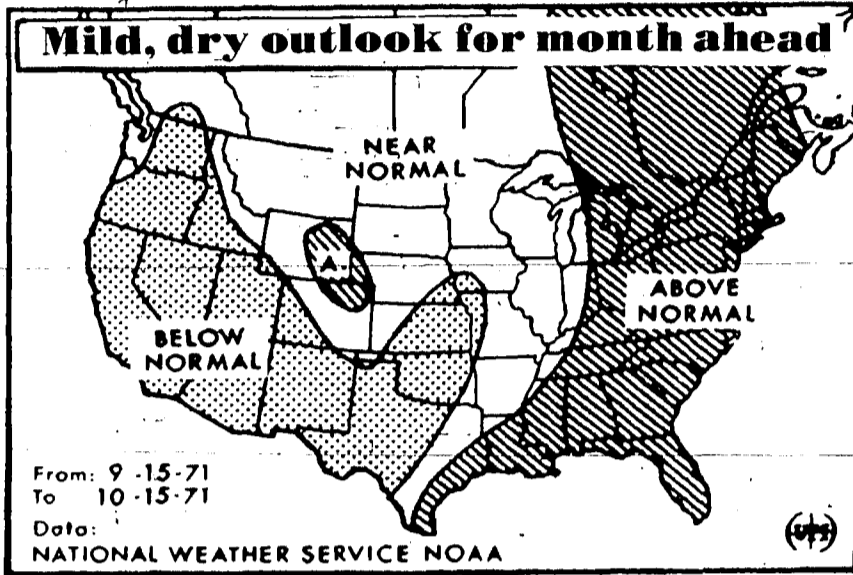 Mild, dry outlook for month ahead
NEAR
NORMAL
A
ABOVE
NORMAL
BELOW
NORMAL
From: 9 -15-71
To 10 -15-71
Data:
NATIONAL WEATHER SERVICE NOAA
UPI